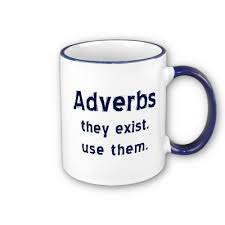 Adverbs
they exist.
use them.